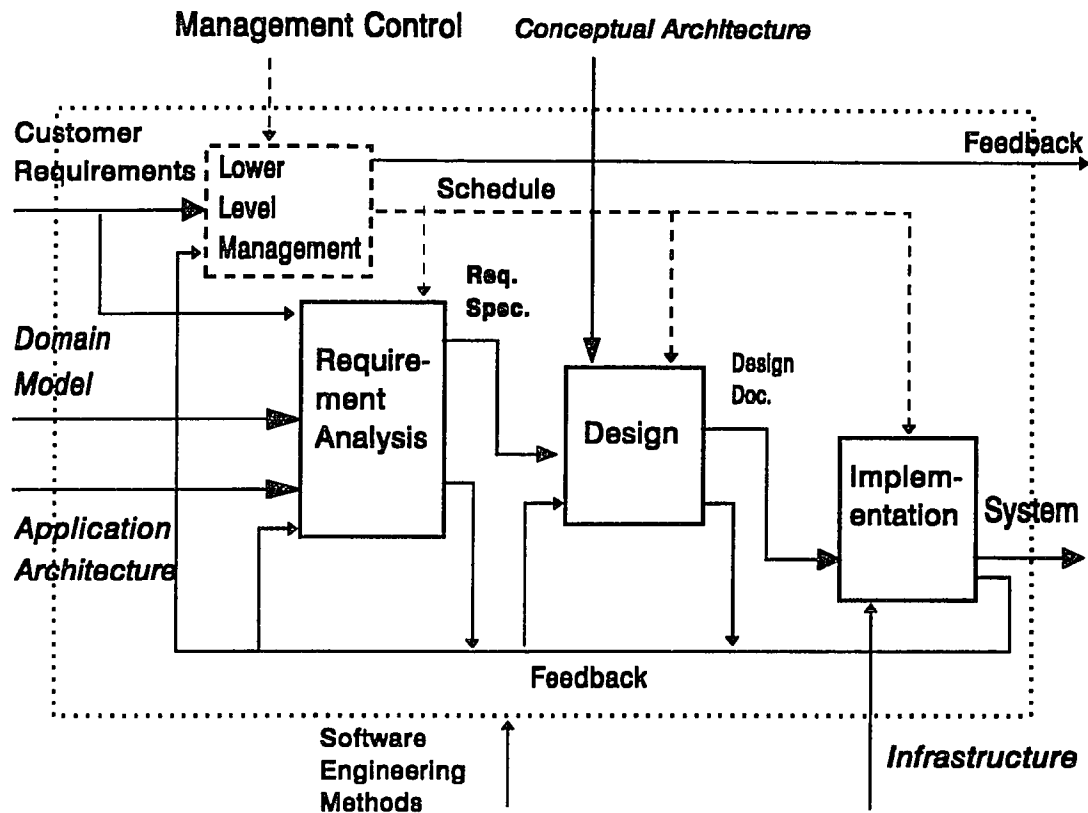 Management Control
Conceptual Architecture
Customer
Requirements
Lower
Level
Management
Feedback
Schedule
Req.
Spec.
Domain
Model
Require-
ment
Analysis
Design
Doc.
Design
Implem-
entation
System
Application
Architecture
Feedback
Software
Engineering
Methods
Infrastructure